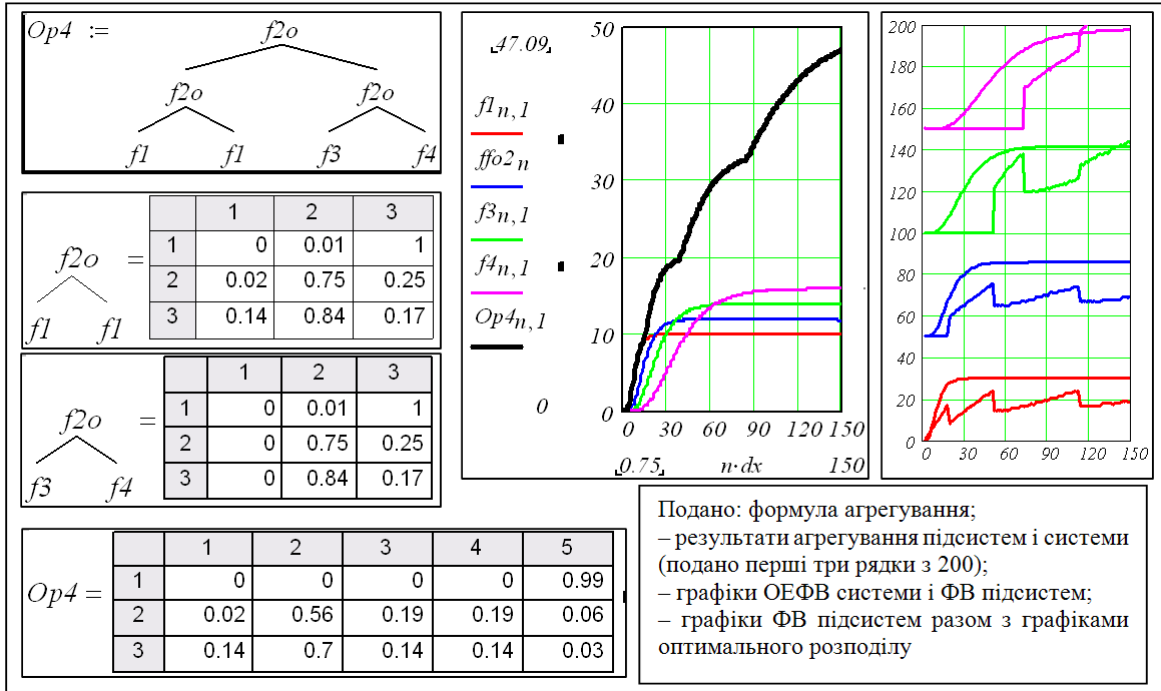 Op4 := f2o
f2o f2o
f1 f1 f3 f4
1 2 3
1 0 0.01 1
f2o = 2 0.02 0.75 0.25
3 0.14 0.84 0.17
f1 f1
1 2 3
1 0 0.01 1
f2o = 2 0 0.75 0.25
3 0 0.84 0.17
f3 f4
1 2 3 4 5
1 0 0 0 0 0.99
Op4 = 2 0.02 0.56 0.19 0.19 0.06
3 0.14 0.7 0.14 0.14 0.03
47.09
f1n,1
ffo2n
f3n,1
f4n,1
Op4n,1
0
50
40
30
20
10
0
0 30 60 90 120 150
0.75 n·dx 150
200
180
160
140
120
100
80
60
40
20
0
0 30 60 90 120 150
Подано: формула агрегування;
– результати агрегування підсистем і системи
(подано перші три рядки з 200);
– графіки ОЕФВ системи і ФВ підсистем;
– графіки ФВ підсистем разом з графіками
оптимального розподілу